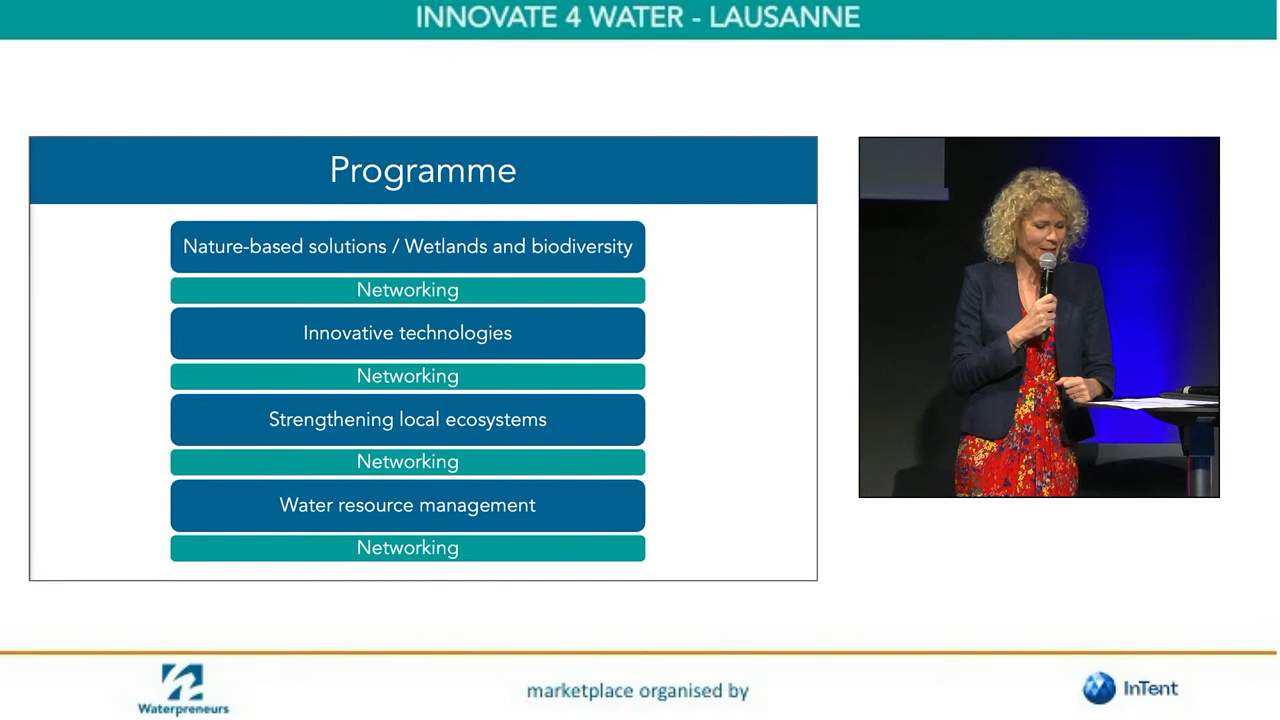 INNOVATE 4 WATER - LAUSANNE
Programme
Nature-based solutions / Wetlands and biodiversity
Networking
Innovative technologies
Networking
Strengthening local ecosystems
Networking
Water resource management
Networking
Waterpreneurs
marketplace organised by
InTent